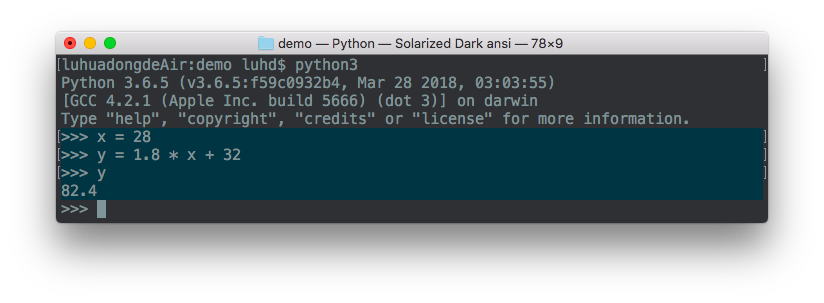 demo — Python — Solarized Dark ansi — 78×9
[luhuadongdeAir:demo luhd$ python3 ]
Python 3.6.5 (v3.6.5:f59c0932b4, Mar 28 2018, 03:03:55)
[GCC 4.2.1 (Apple Inc. build 5666) (dot 3)] on darwin
Type "help", "copyright", "credits" or "license" for more information.
[>>> x = 28 ]
[>>> y = 1.8 * x + 32 ]
[>>> y ]
82.4
>>>